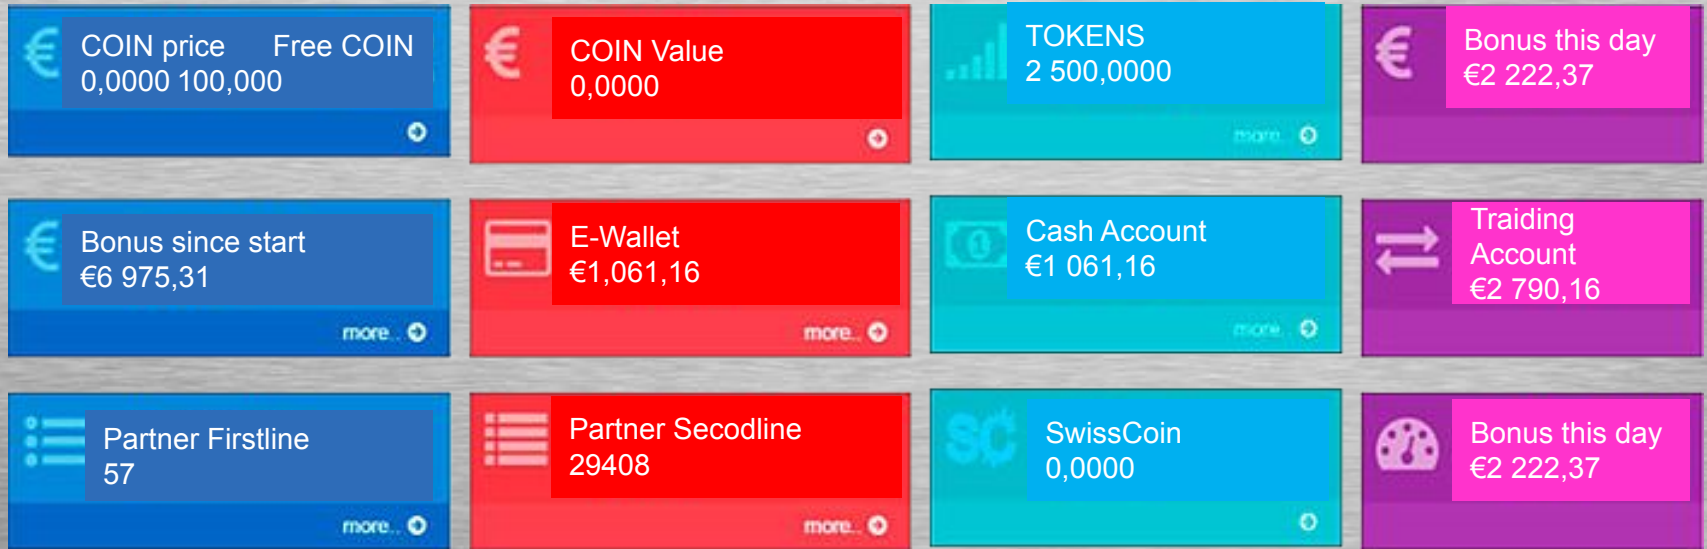 COIN price Free COIN
0,0000 100,000
COIN Value
0,0000
TOKENS
2 500,0000
more..
Bonus this day
€2 222,37
Bonus since start
€6 975,31
more..
E-Wallet
€1,061,16
more..
Cash Account
€1 061,16
more..
Traiding
Account
€2 790,16
Partner Firstline
57
more..
Partner Secodline
29408
more..
SwissCoin
0,0000
Bonus this day
€2 222,37